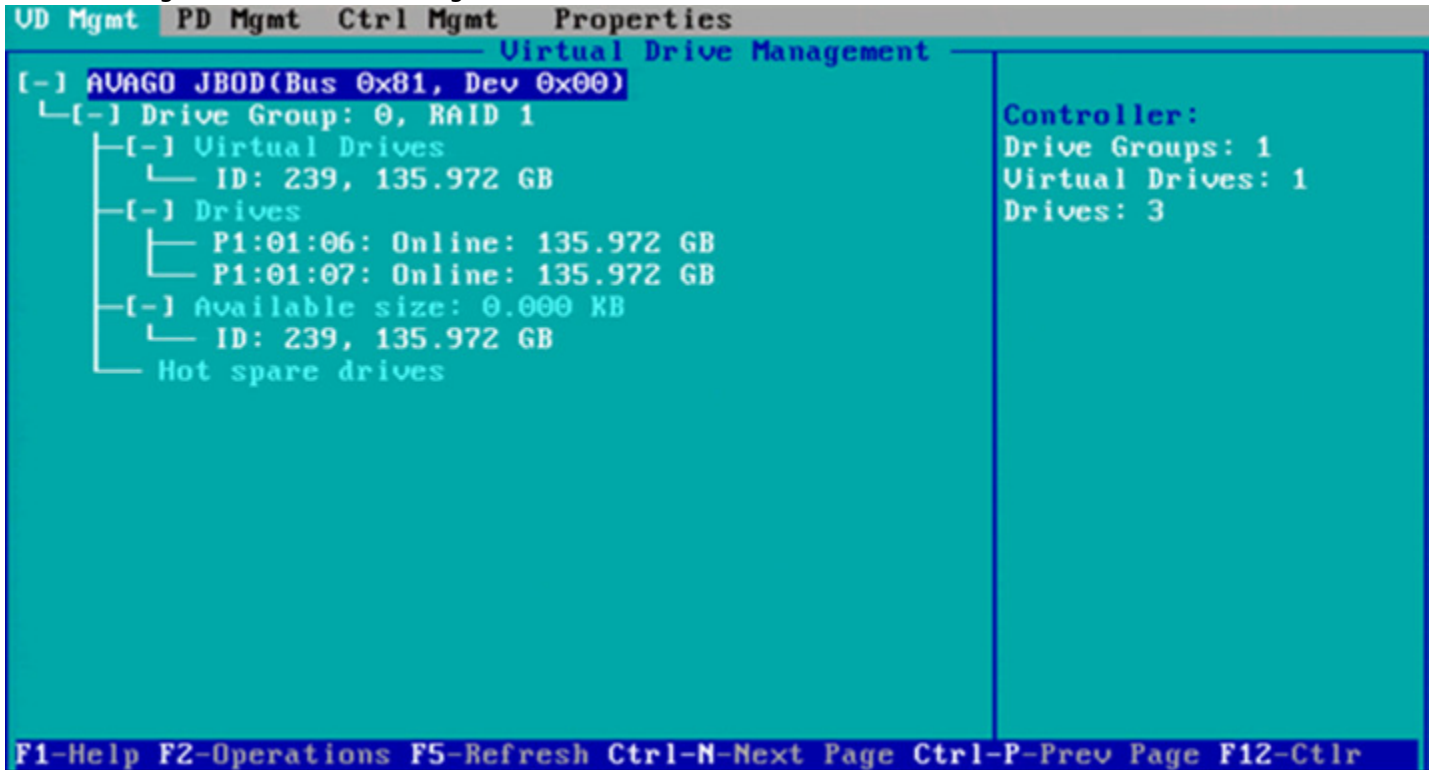 VD Mgmt PD Mgmt Ctrl Mgmt Properties
Virtual Drive Management
[-] AVAGO JBOD(Bus 0x81, Dev 0x00)
[-] Drive Group: 0, RAID 1
[-] Virtual Drives
ID: 239, 135.972 GB
[-] Drives
P1:01:06: Online: 135.972 GB
P1:01:07: Online: 135.972 GB
[-] Available size: 0.000 KB
ID: 239, 135.972 GB
Hot spare drives
Controller:
Drive Groups: 1
Virtual Drives: 1
Drives: 3
F1-Help F2-Operations F5-Refresh Ctrl-N-Next Page Ctrl-P-Prev Page F12-Ctlr